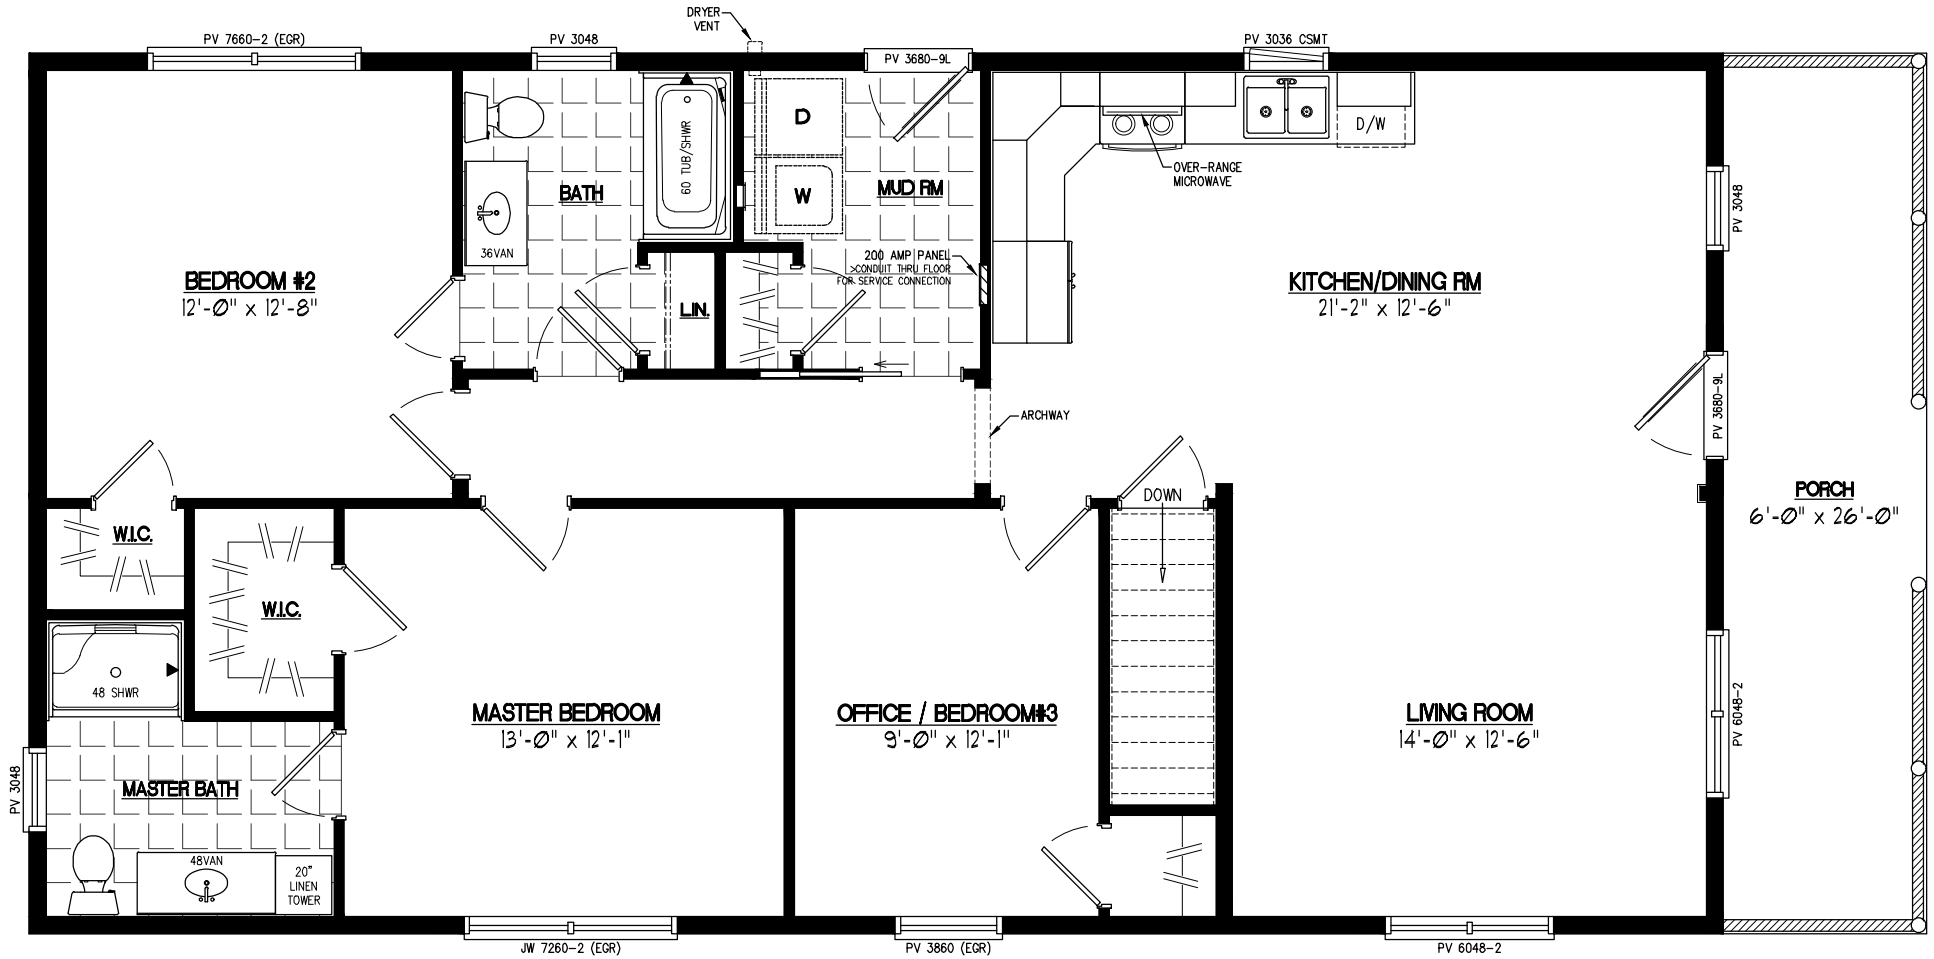 DRYER
VENT
PV 7660-2 (EGR)
PV 3048
PV 3680-9L
PV 3036 CSMT
D
W
60 TUB/SHWR
BATH
36VAN
MUD RM
200 AMP PANEL
>CONDUIT THRU FLOOR
FOR SERVICE CONNECTION
LIN.
OVER-RANGE
MICROWAVE
D/W
PV 3048
BEDROOM #2
12'-0" x 12'-8"
KITCHEN/DINING RM
21'-2" x 12'-6"
PV 3680-9L
ARCHWAY
DOWN
PORCH
6'-0" x 26'-0"
W.I.C.
W.I.C.
48 SHWR
MASTER BEDROOM
13'-0" x 12'-1"
OFFICE / BEDROOM#3
9'-0" x 12'-1"
LIVING ROOM
14'-0" x 12'-6"
PV 6048-2
PV 3048
MASTER BATH
48VAN
20"
LINEN
TOWER
JW 7260-2 (EGR)
PV 3860 (EGR)
PV 6048-2